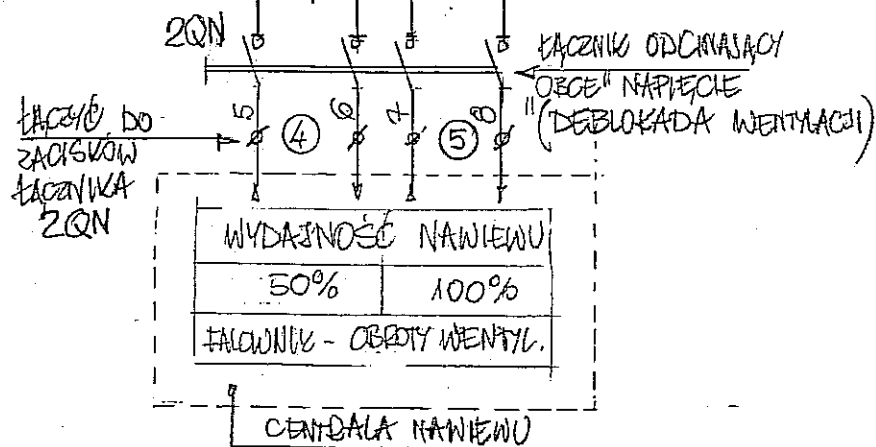 2QN
ŁĄCZNIK ODCINAJĄCY
"OBCE" NAPIĘCIE
(DEBLOKADA WENTYLACJI)
ŁĄCZYĆ DO
ZACISKÓW
ŁĄCZNIKA
2QN
5 4 6 7 5 8
WYDAJNOŚĆ NAWIEWU
50% 100%
FALOWNIK - OBROTY WENTYL.
CENTRALA NAWIEWU